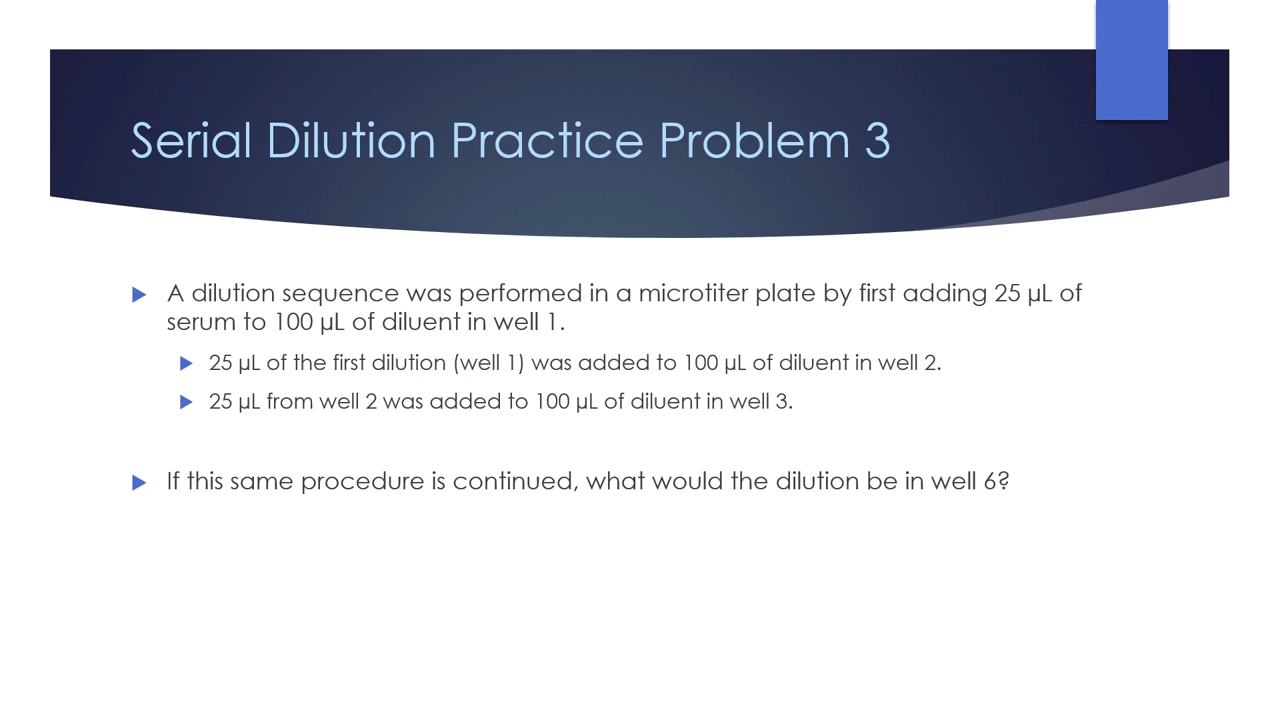 Serial Dilution Practice Problem 3
A dilution sequence was performed in a microtiter plate by first adding 25 µL of
serum to 100 µL of diluent in well 1.
25 µL of the first dilution (well 1) was added to 100 µL of diluent in well 2.
25 µL from well 2 was added to 100 µL of diluent in well 3.
If this same procedure is continued, what would the dilution be in well 6?